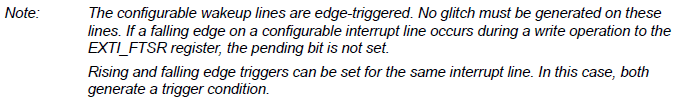 Note: The configurable wakeup lines are edge-triggered. No glitch must be generated on these
lines. If a falling edge on a configurable interrupt line occurs during a write operation to the
EXTI_FTSR register, the pending bit is not set.
Rising and falling edge triggers can be set for the same interrupt line. In this case, both
generate a trigger condition.